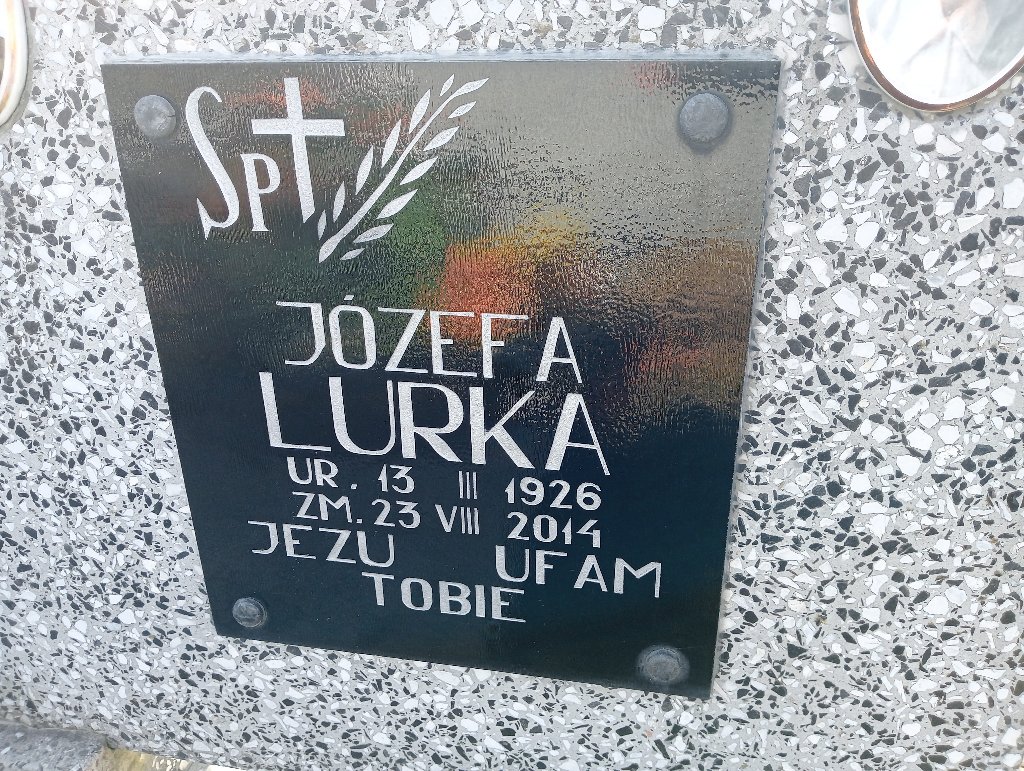 Sp
JÓZEFA
LURKA
UR. 13 III 1926
ZM. 23 VIII 2014
JEZU UFAM
TOBIE